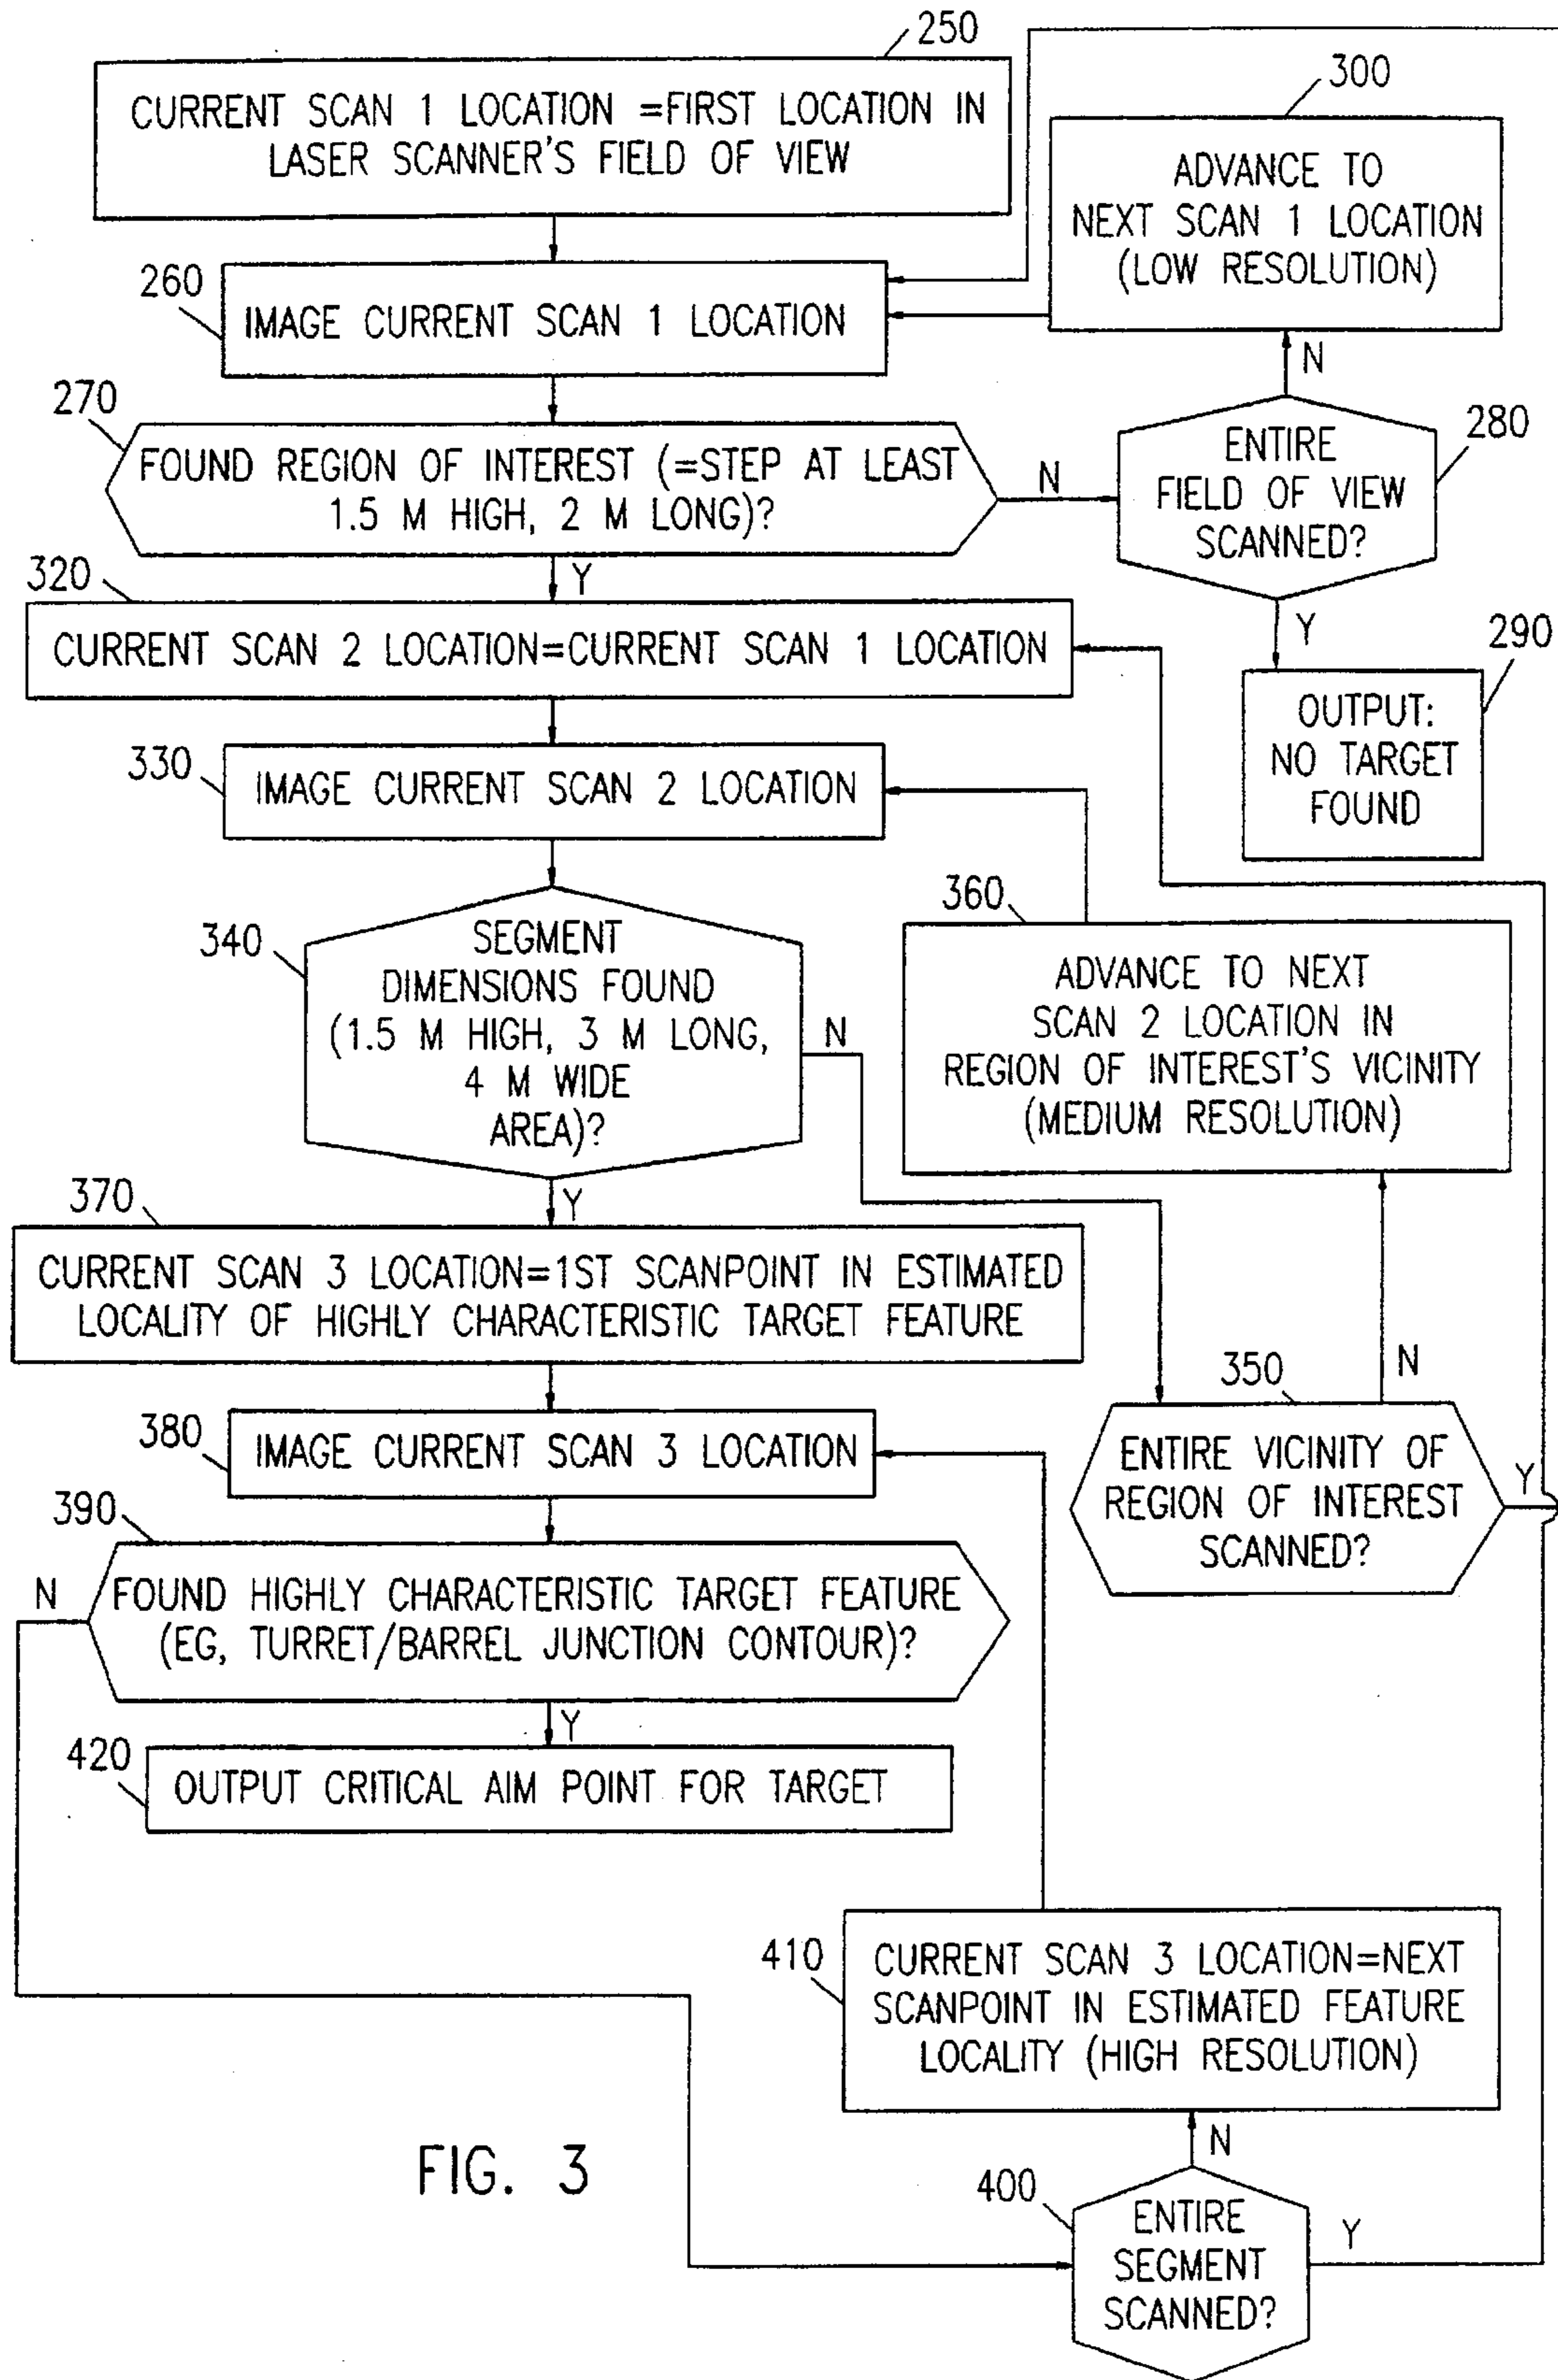 250
CURRENT SCAN 1 LOCATION =FIRST LOCATION IN
LASER SCANNER'S FIELD OF VIEW
300
ADVANCE TO
NEXT SCAN 1 LOCATION
(LOW RESOLUTION)
260
IMAGE CURRENT SCAN 1 LOCATION
N
270
FOUND REGION OF INTEREST (=STEP AT LEAST
1.5 M HIGH, 2 M LONG)?
N
280
ENTIRE
FIELD OF VIEW
SCANNED?
Y
Y
320
CURRENT SCAN 2 LOCATION=CURRENT SCAN 1 LOCATION
290
OUTPUT:
NO TARGET
FOUND
330
IMAGE CURRENT SCAN 2 LOCATION
340
SEGMENT
DIMENSIONS FOUND
(1.5 M HIGH, 3 M LONG,
4 M WIDE
AREA)?
N
360
ADVANCE TO NEXT
SCAN 2 LOCATION IN
REGION OF INTEREST'S VICINITY
(MEDIUM RESOLUTION)
Y
370
CURRENT SCAN 3 LOCATION=1ST SCANPOINT IN ESTIMATED
LOCALITY OF HIGHLY CHARACTERISTIC TARGET FEATURE
N
350
ENTIRE VICINITY OF
REGION OF INTEREST
SCANNED?
Y
380
IMAGE CURRENT SCAN 3 LOCATION
390
N
FOUND HIGHLY CHARACTERISTIC TARGET FEATURE
(EG, TURRET/BARREL JUNCTION CONTOUR)?
Y
420
OUTPUT CRITICAL AIM POINT FOR TARGET
410
CURRENT SCAN 3 LOCATION=NEXT
SCANPOINT IN ESTIMATED FEATURE
LOCALITY (HIGH RESOLUTION)
N
400
ENTIRE
SEGMENT
SCANNED?
Y
FIG. 3